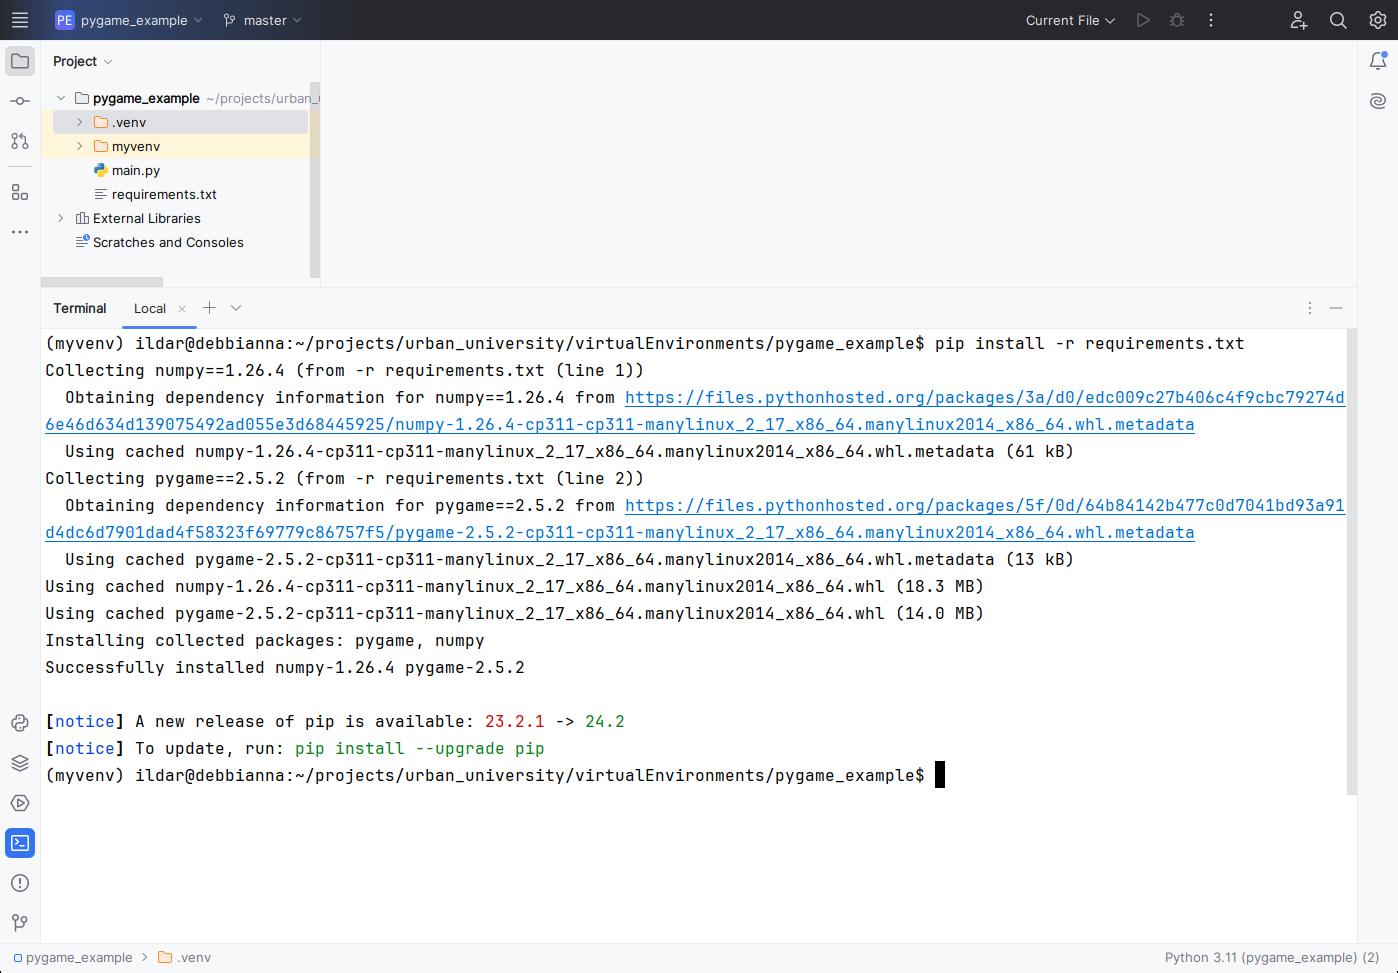 PE pygame_example master Current File
Project
pygame_example ~/projects/urban_
.venv
myvenv
main.py
requirements.txt
External Libraries
Scratches and Consoles
Terminal Local
(myvenv) ildar@debbianna:~/projects/urban_university/virtualEnvironments/pygame_example$ pip install -r requirements.txt
Collecting numpy==1.26.4 (from -r requirements.txt (line 1))
Obtaining dependency information for numpy==1.26.4 from https://files.pythonhosted.org/packages/3a/d0/edc009c27b406c4f9cbc79274d
6e46d634d139075492ad055e3d68445925/numpy-1.26.4-cp311-cp311-manylinux_2_17_x86_64.manylinux2014_x86_64.whl.metadata
Using cached numpy-1.26.4-cp311-cp311-manylinux_2_17_x86_64.manylinux2014_x86_64.whl.metadata (61 kB)
Collecting pygame==2.5.2 (from -r requirements.txt (line 2))
Obtaining dependency information for pygame==2.5.2 from https://files.pythonhosted.org/packages/5f/0d/64b84142b477c0d7041bd93a91
d4dc6d7901dad4f58323f69779c86757f5/pygame-2.5.2-cp311-cp311-manylinux_2_17_x86_64.manylinux2014_x86_64.whl.metadata
Using cached pygame-2.5.2-cp311-cp311-manylinux_2_17_x86_64.manylinux2014_x86_64.whl.metadata (13 kB)
Using cached numpy-1.26.4-cp311-cp311-manylinux_2_17_x86_64.manylinux2014_x86_64.whl (18.3 MB)
Using cached pygame-2.5.2-cp311-cp311-manylinux_2_17_x86_64.manylinux2014_x86_64.whl (14.0 MB)
Installing collected packages: pygame, numpy
Successfully installed numpy-1.26.4 pygame-2.5.2
[notice] A new release of pip is available: 23.2.1 -> 24.2
[notice] To update, run: pip install --upgrade pip
(myvenv) ildar@debbianna:~/projects/urban_university/virtualEnvironments/pygame_example$
pygame_example > .venv Python 3.11 (pygame_example) (2)